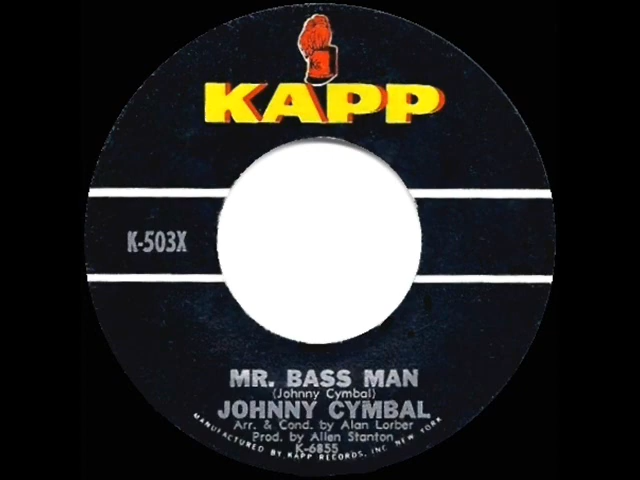 KAPP
K-503X
MR. BASS MAN
(Johnny Cymbal)
JOHNNY CYMBAL
Arr. & Cond. by Alan Lorber
Prod. by Allen Stanton
K-6855
MANUFACTURED BY KAPP RECORDS, INC. NEW YORK